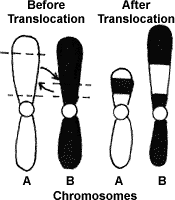 Before
Translocation
After
Translocation
A B A B
Chromosomes